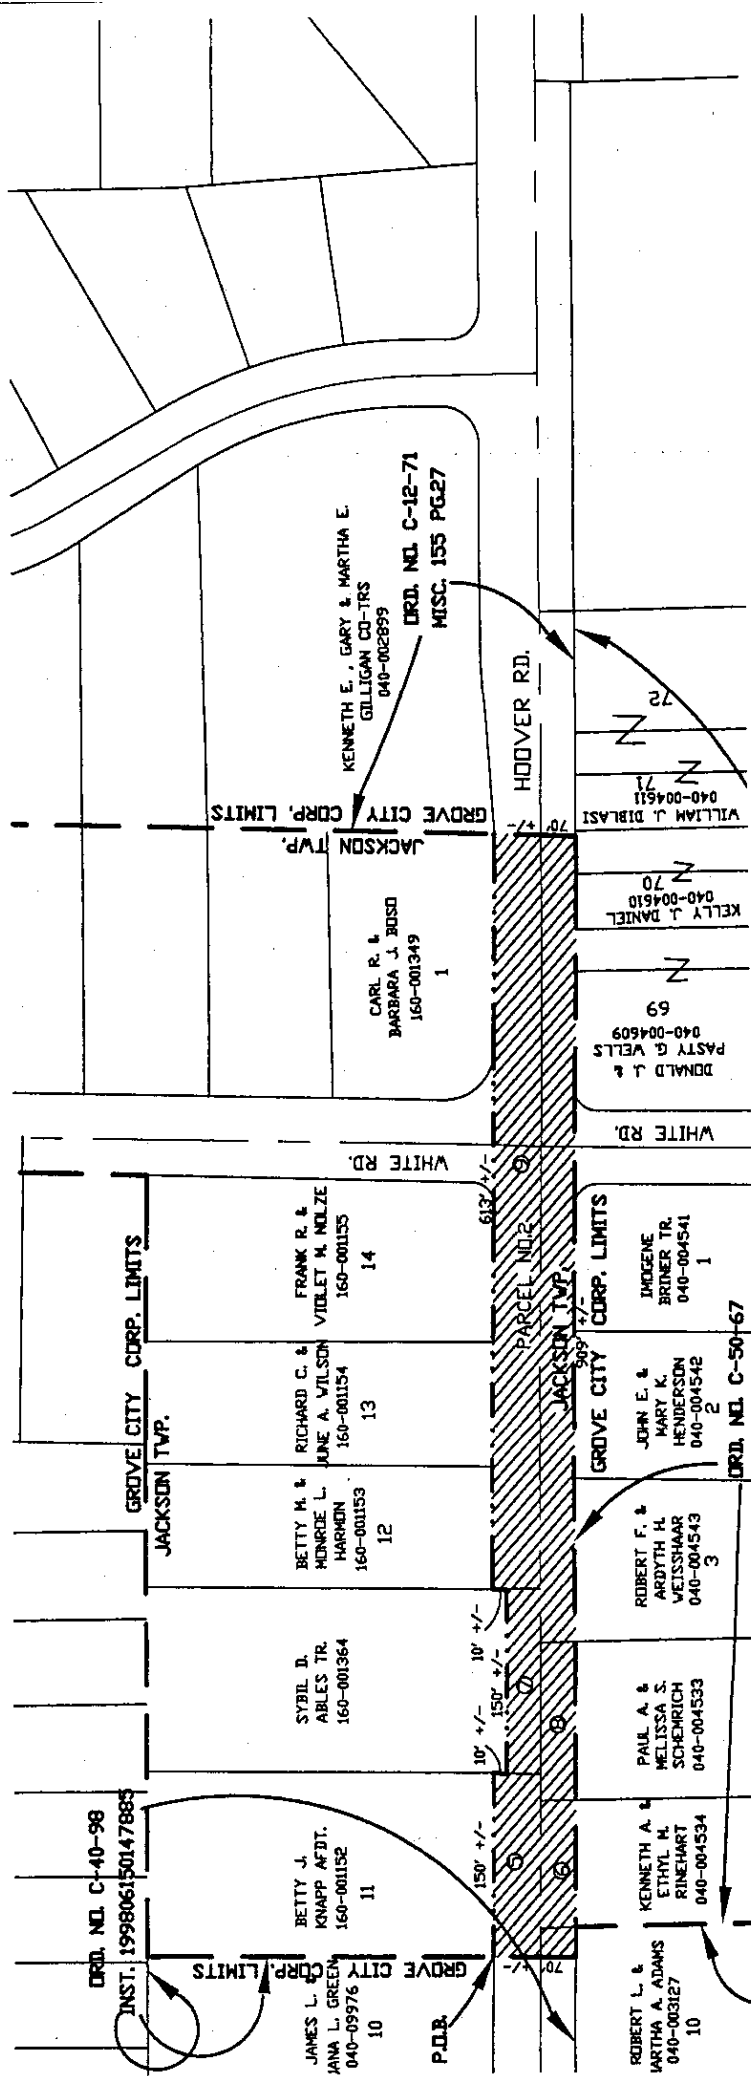 KENNETH E. , GARY & MARTHA E.
GILLIGAN CO-TRS
040-002899
ORD. NO. C-12-71
MISC. 155 PG.27
HOOVER RD.
72
71
040-004611
WILLIAM J. DIBLASI
GROVE CITY CORP. LIMITS
JACKSON TWP.
70' +/-
70
040-004610
KELLY J. DANIEL
CARL R. &
BARBARA J. BOSO
160-001349
1
69
040-004609
PASTY G. WELLS
DONALD J. &
WHITE RD.
WHITE RD.
613' +/-
9
PARCEL NO.2
JACKSON TWP.
909' +/-
GROVE CITY CORP. LIMITS
GROVE CITY CORP. LIMITS
JACKSON TWP.
FRANK R. &
VIOLET M. NOLZE
160-001155
14
RICHARD C. &
JUNE A. WILSON
160-001154
13
BETTY M. &
MONROE L.
HARMON
160-001153
12
SYBIL D.
ABLES TR.
160-001364
BETTY J.
KNAPP AFDT.
160-001152
11
IMOGENE
BRINER TR.
040-004541
1
JOHN E. &
MARY K.
HENDERSON
040-004542
2
ORD. NO. C-50-67
ROBERT F. &
ARDYTH H.
WEISSHAAR
040-004543
3
PAUL A. &
MELISSA S.
SCHEMRICH
040-004533
KENNETH A. &
ETHYL M.
RINEHART
040-004534
10' +/-
150' +/-
10' +/-
150' +/-
7
8
5
6
70' +/-
ORD. NO. C-40-98
INST. 199806150147885
GROVE CITY CORP. LIMITS
JAMES L. &
JANA L. GREEN
040-09976
10
P.O.B.
ROBERT L. &
MARTHA A. ADAMS
040-003127
10